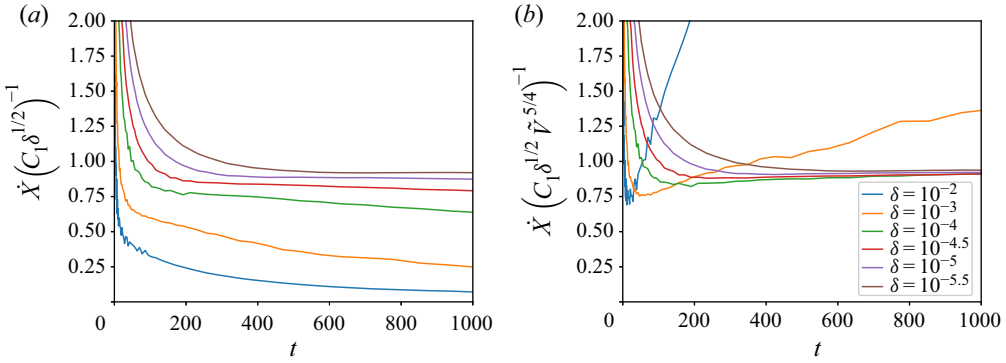 (a)
2.00
1.75
1.50
1.25
1.00
0.75
0.50
0.25
0 200 400 600 800 1000
t
Ẋ (C₁δ^{1/2})^{−1}
(b)
2.00
1.75
1.50
1.25
1.00
0.75
0.50
0.25
0 200 400 600 800 1000
t
Ẋ (C₁δ^{1/2} Ṽ^{5/4})^{−1}
δ = 10^{−2}
δ = 10^{−3}
δ = 10^{−4}
δ = 10^{−4.5}
δ = 10^{−5}
δ = 10^{−5.5}